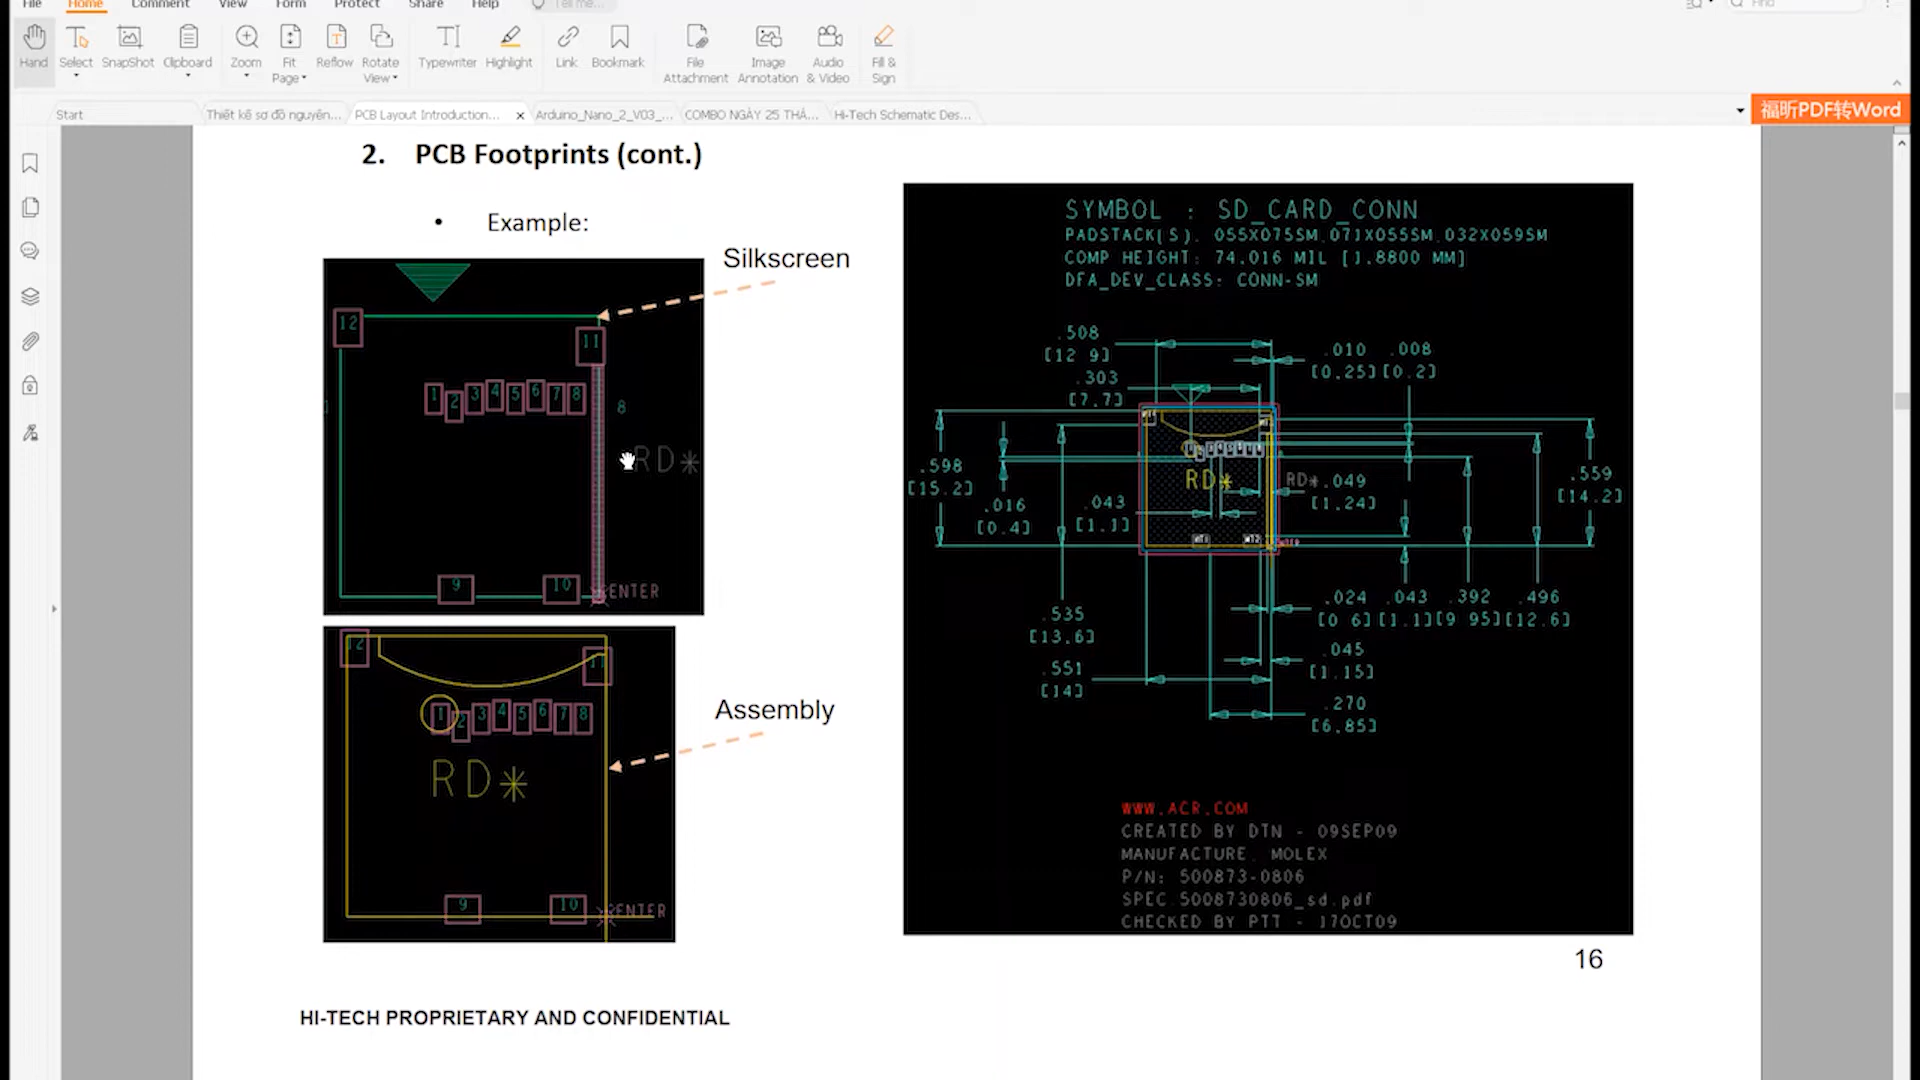 File Home Comment View Form Protect Share Help Tell me... Find
Hand Select SnapShot Clipboard Zoom Fit Page Reflow Rotate View Typewriter Highlight Link Bookmark File Attachment Image Annotation Audio & Video Fill & Sign
Start Thiết kế sơ đồ nguyên... PCB Layout Introduction... Arduino_Nano_2_V03_... COMBO NGÀY 25 THÁ... Hi-Tech Schematic Des... 福昕PDF转Word
2. PCB Footprints (cont.)
• Example:
Silkscreen
12
11
1 2 3 4 5 6 7 8
8
RD*
9 10
ENTER
Assembly
12
11
1 2 3 4 5 6 7 8
RD*
9 10
ENTER
SYMBOL : SD_CARD_CONN
PADSTACK(S). 055X075SM.071X055SM.032X059SM
COMP HEIGHT: 74.016 MIL [1.8800 MM]
DFA_DEV_CLASS: CONN-SM
.508
[12 9]
.303
[7.7]
.010 .008
[0.25] [0.2]
.598
[15.2]
.016
[0.4]
.043
[1.1]
RD*
RD*
.049
[1.24]
.559
[14.2]
.535
[13.6]
.551
[14]
.024 .043 .392 .496
[0 6] [1.1] [9 95] [12.6]
.045
[1.15]
.270
[6.85]
WWW.ACR.COM
CREATED BY DTN - 09SEP09
MANUFACTURE. MOLEX
P/N: 500873-0806
SPEC.5008730806_sd.pdf
CHECKED BY PTT - 17OCT09
16
HI-TECH PROPRIETARY AND CONFIDENTIAL